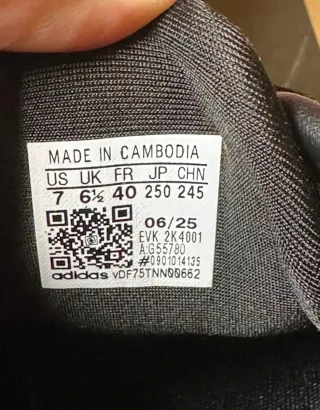 MADE IN CAMBODIA
US UK FR JP CHN
7 6½ 40 250 245
06/25
EVK 2K4001
A:G55780
#0901014135
adidas vDF75TNN00662